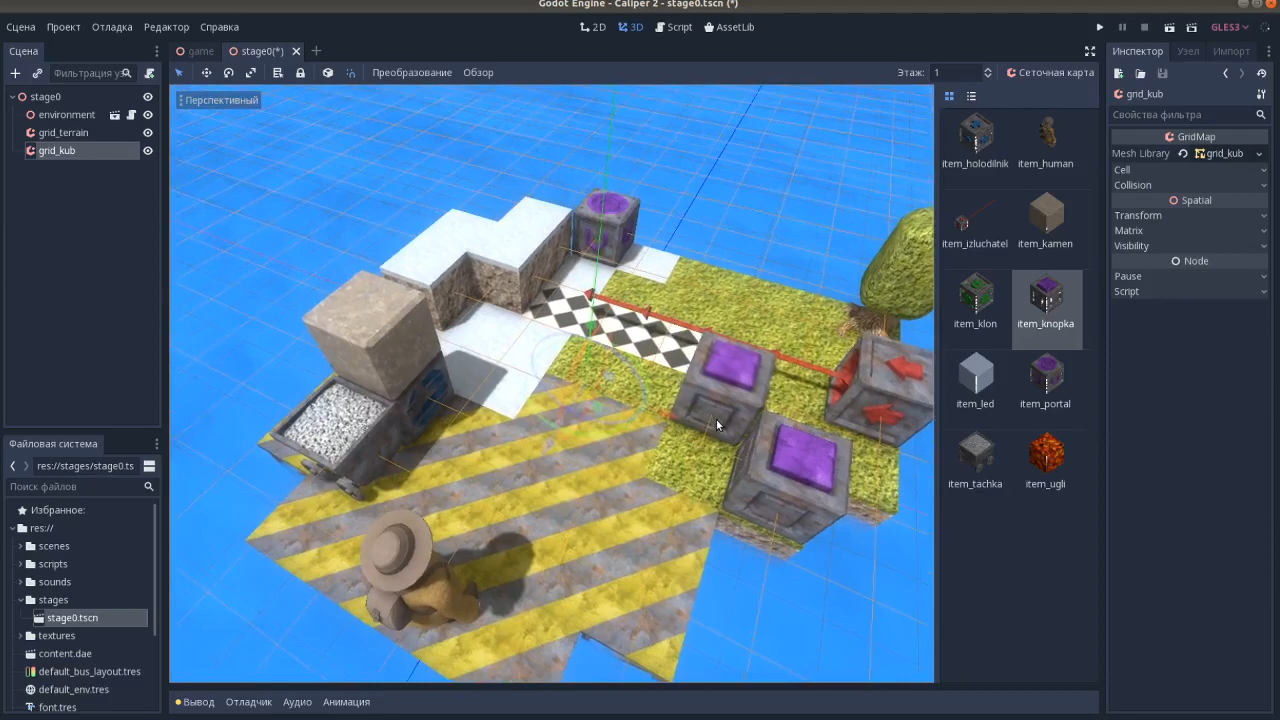 Godot Engine - Caliper 2 - stage0.tscn (*)
Сцена Проект Отладка Редактор Справка
2D 3D Script AssetLib
GLES3
Сцена
game stage0(*)
Инспектор Узел Импорт
Фильтрация уз
Преобразование Обзор
Этаж: 1
Сеточная карта
Перспективный
stage0
environment
grid_terrain
grid_kub
item_holodilnik item_human
item_izluchatel item_kamen
item_klon item_knopka
item_led item_portal
item_tachka item_ugli
grid_kub
Свойства фильтра
GridMap
Mesh Library grid_kub
Cell
Collision
Spatial
Transform
Matrix
Visibility
Node
Pause
Script
Файловая система
res://stages/stage0.ts
Поиск файлов
Избранное:
res://
scenes
scripts
sounds
stages
stage0.tscn
textures
content.dae
default_bus_layout.tres
default_env.tres
font.tres
Вывод Отладчик Аудио Анимация